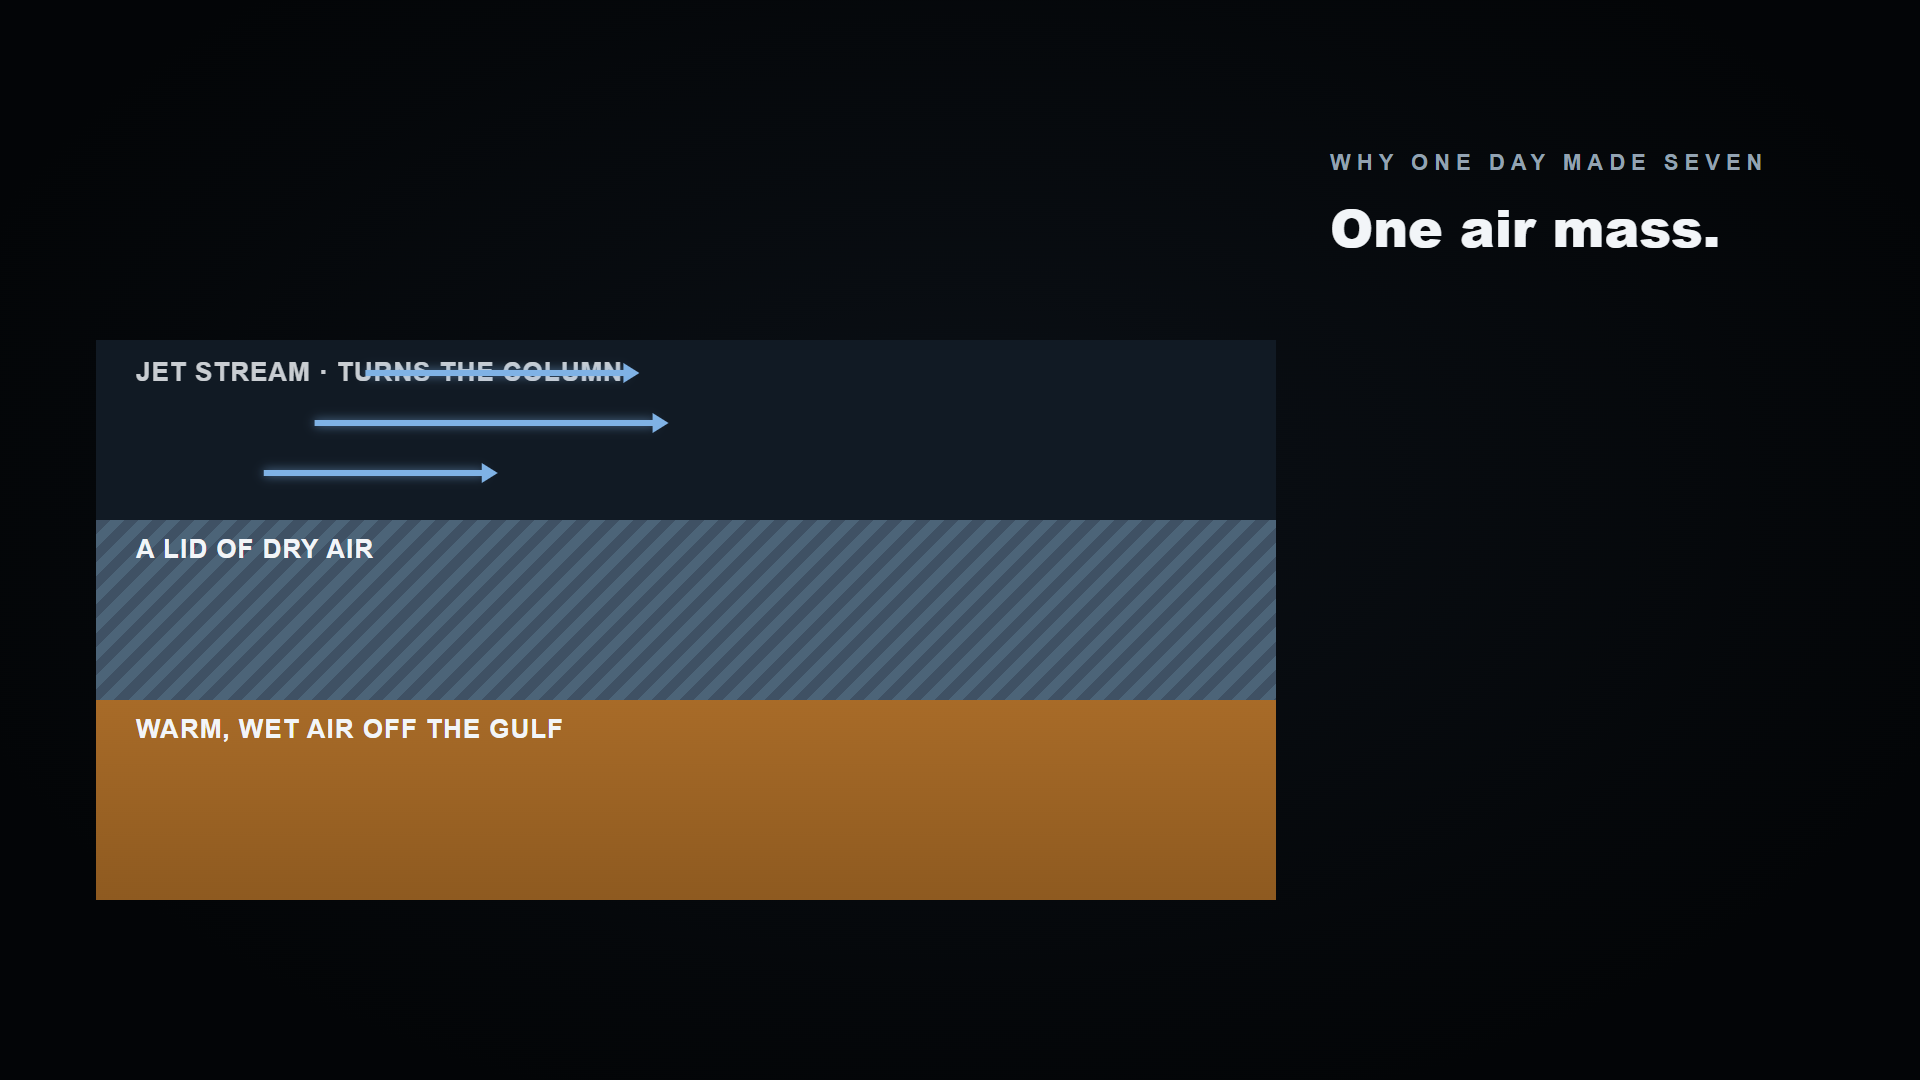 WHY ONE DAY MADE SEVEN
One air mass.
JET STREAM · TURNS THE COLUMN
A LID OF DRY AIR
WARM, WET AIR OFF THE GULF